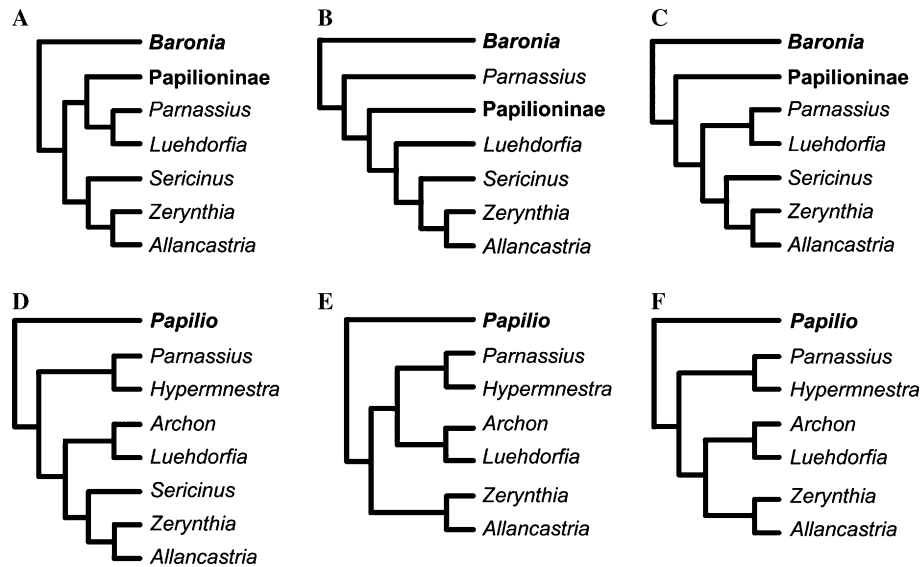 A
Baronia
Papilioninae
Parnassius
Luehdorfia
Sericinus
Zerynthia
Allancastria
B
Baronia
Parnassius
Papilioninae
Luehdorfia
Sericinus
Zerynthia
Allancastria
C
Baronia
Papilioninae
Parnassius
Luehdorfia
Sericinus
Zerynthia
Allancastria
D
Papilio
Parnassius
Hypermnestra
Archon
Luehdorfia
Sericinus
Zerynthia
Allancastria
E
Papilio
Parnassius
Hypermnestra
Archon
Luehdorfia
Zerynthia
Allancastria
F
Papilio
Parnassius
Hypermnestra
Archon
Luehdorfia
Zerynthia
Allancastria